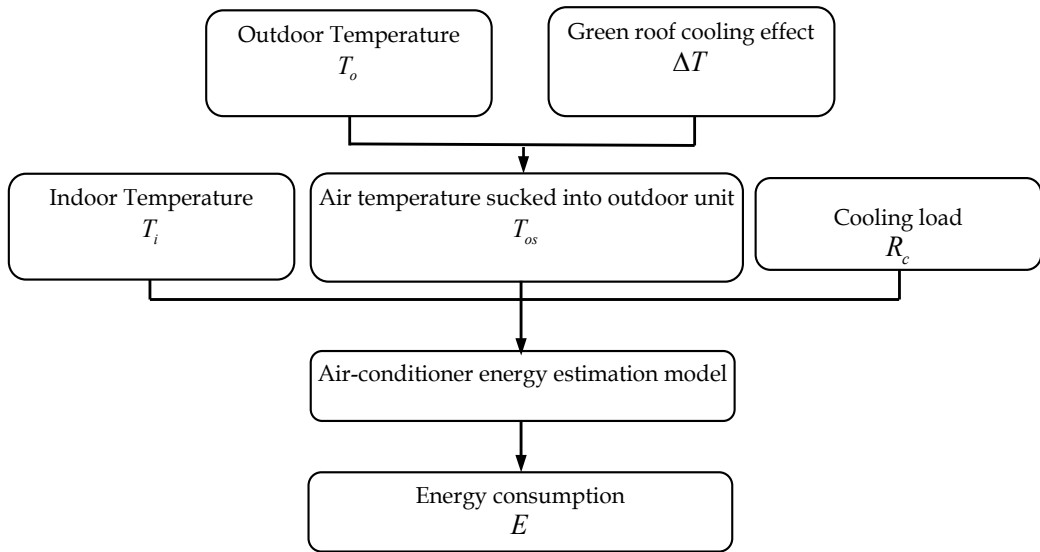 Outdoor Temperature
T_o
Green roof cooling effect
ΔT
Indoor Temperature
T_i
Air temperature sucked into outdoor unit
T_os
Cooling load
R_c
Air-conditioner energy estimation model
Energy consumption
E